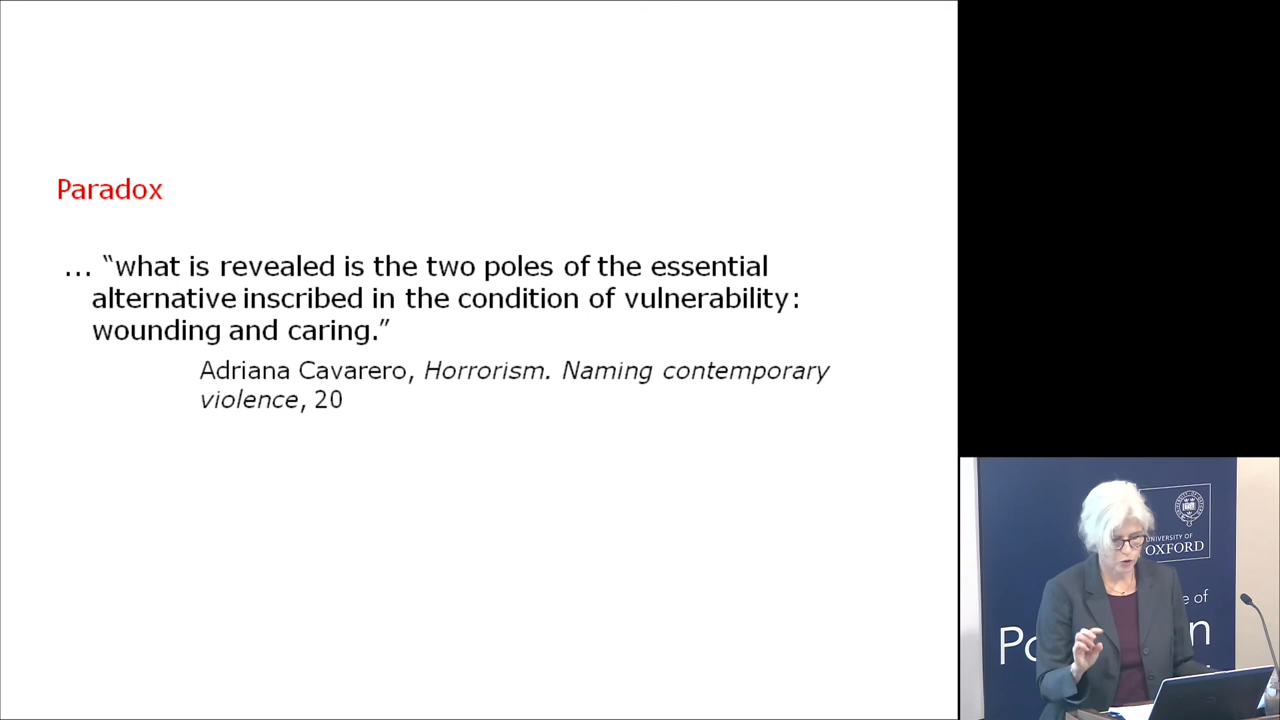 Paradox
… “what is revealed is the two poles of the essential
alternative inscribed in the condition of vulnerability:
wounding and caring.”
Adriana Cavarero, Horrorism. Naming contemporary
violence, 20
UNIVERSITY OF
OXFORD